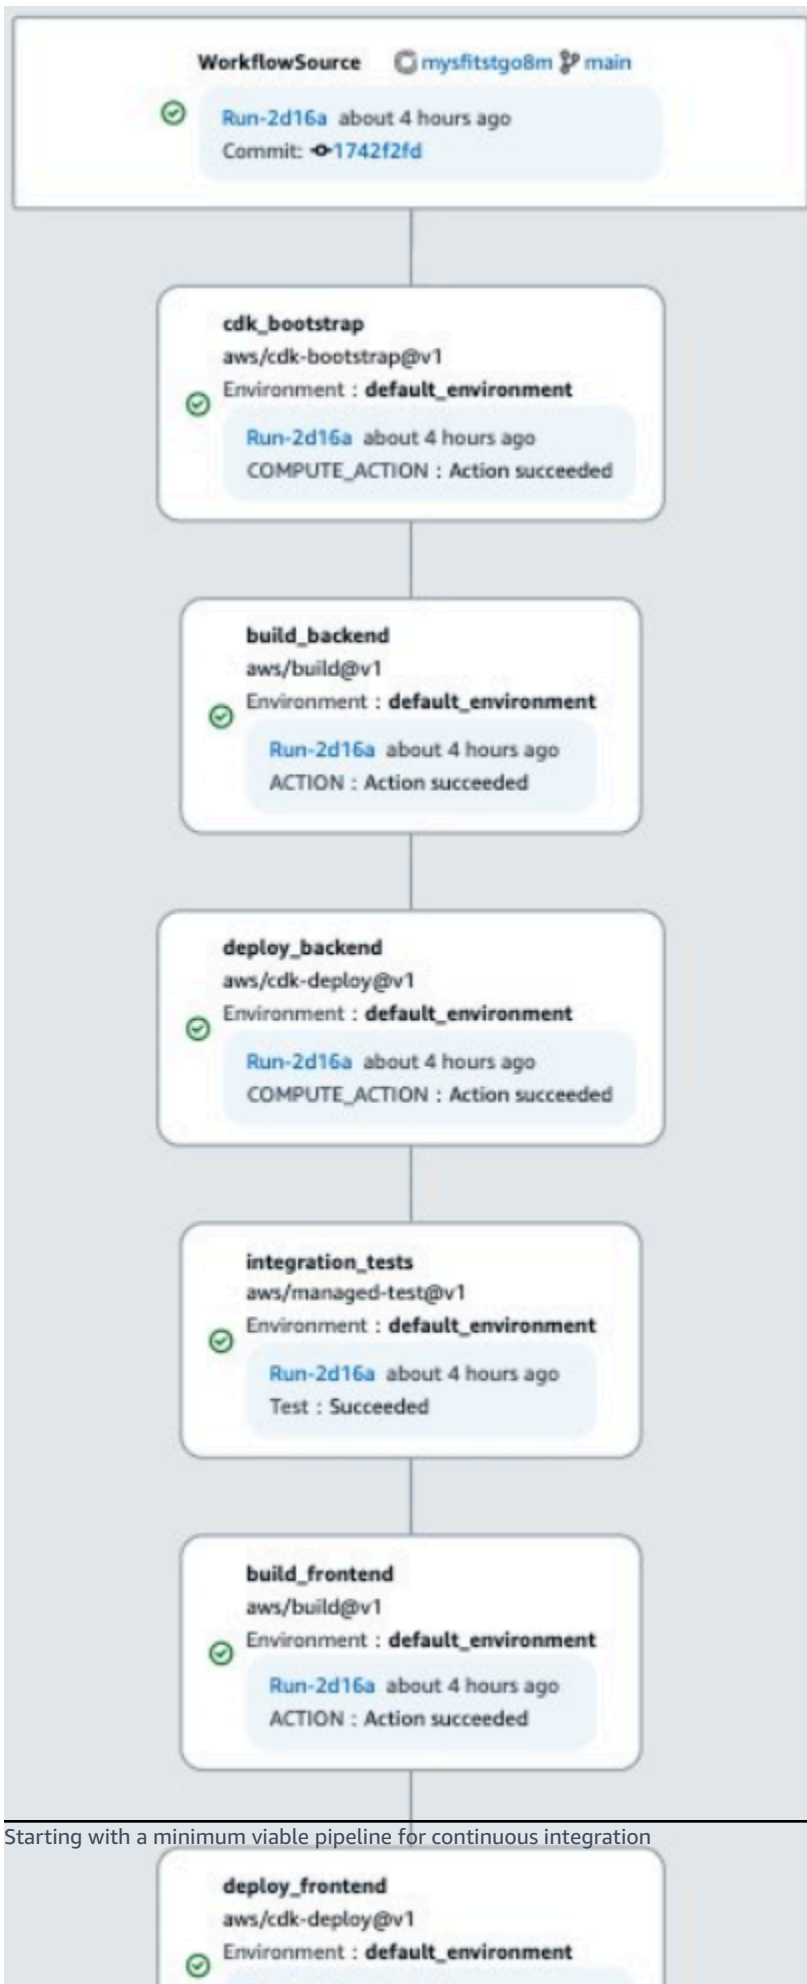 WorkflowSource mysfitstgo8m main
Run-2d16a about 4 hours ago
Commit: 1742f2fd
cdk_bootstrap
aws/cdk-bootstrap@v1
Environment : default_environment
Run-2d16a about 4 hours ago
COMPUTE_ACTION : Action succeeded
build_backend
aws/build@v1
Environment : default_environment
Run-2d16a about 4 hours ago
ACTION : Action succeeded
deploy_backend
aws/cdk-deploy@v1
Environment : default_environment
Run-2d16a about 4 hours ago
COMPUTE_ACTION : Action succeeded
integration_tests
aws/managed-test@v1
Environment : default_environment
Run-2d16a about 4 hours ago
Test : Succeeded
build_frontend
aws/build@v1
Environment : default_environment
Run-2d16a about 4 hours ago
ACTION : Action succeeded
Starting with a minimum viable pipeline for continuous integration
deploy_frontend
aws/cdk-deploy@v1
Environment : default_environment